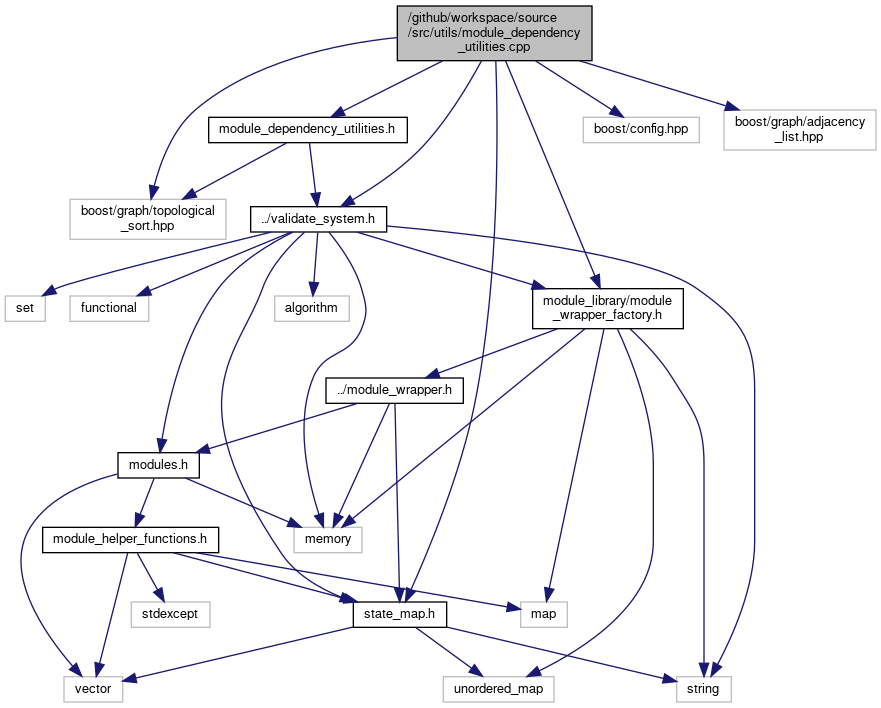 /github/workspace/source
/src/utils/module_dependency
_utilities.cpp
module_dependency_utilities.h
boost/config.hpp
boost/graph/adjacency
_list.hpp
boost/graph/topological
_sort.hpp
../validate_system.h
set
functional
algorithm
module_library/module
_wrapper_factory.h
../module_wrapper.h
modules.h
memory
module_helper_functions.h
stdexcept
state_map.h
map
vector
unordered_map
string